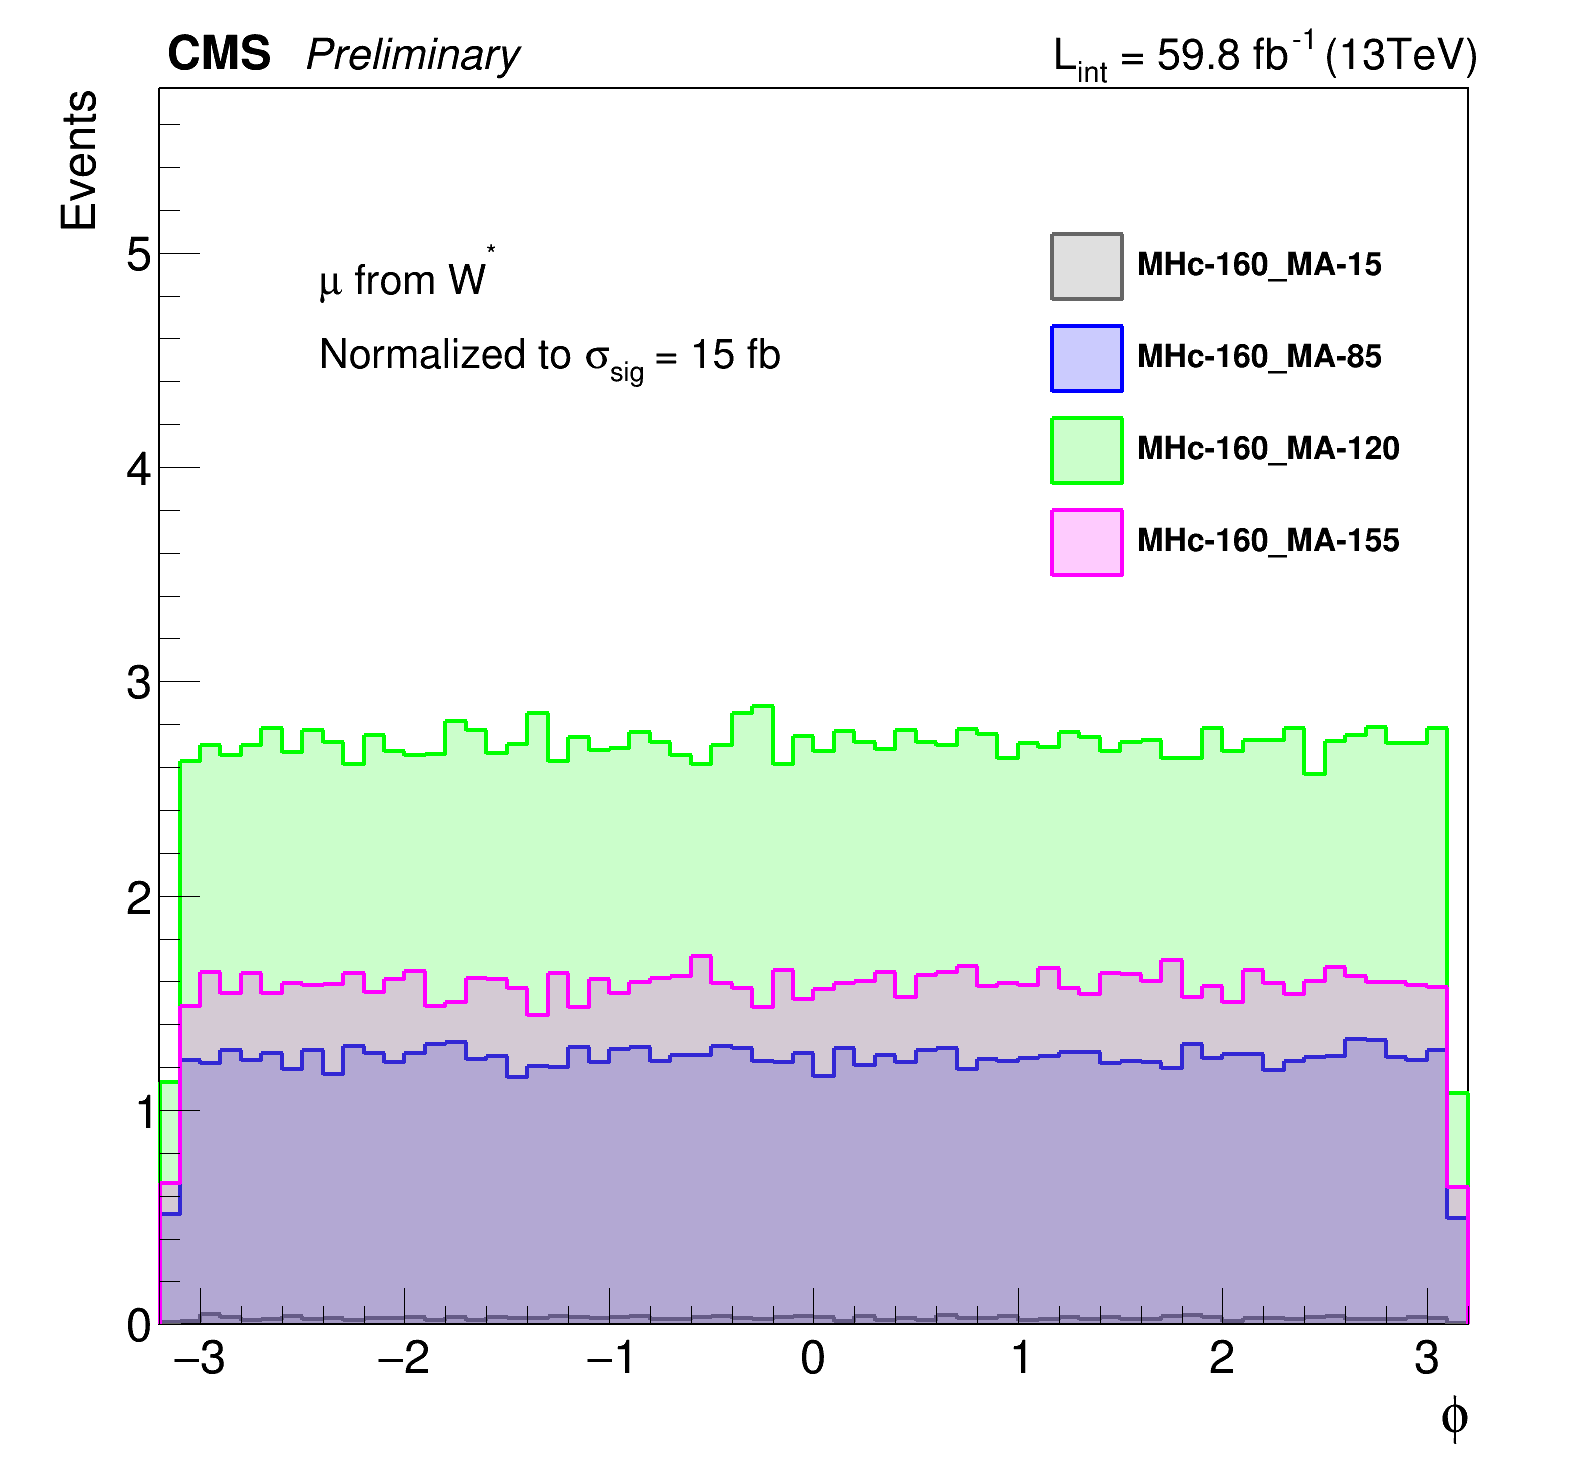 CMS Preliminary
L_int = 59.8 fb^-1 (13TeV)
Events
μ from W^*
Normalized to σ_sig = 15 fb
MHc-160_MA-15
MHc-160_MA-85
MHc-160_MA-120
MHc-160_MA-155
5
4
3
2
1
0
−3 −2 −1 0 1 2 3
ϕ